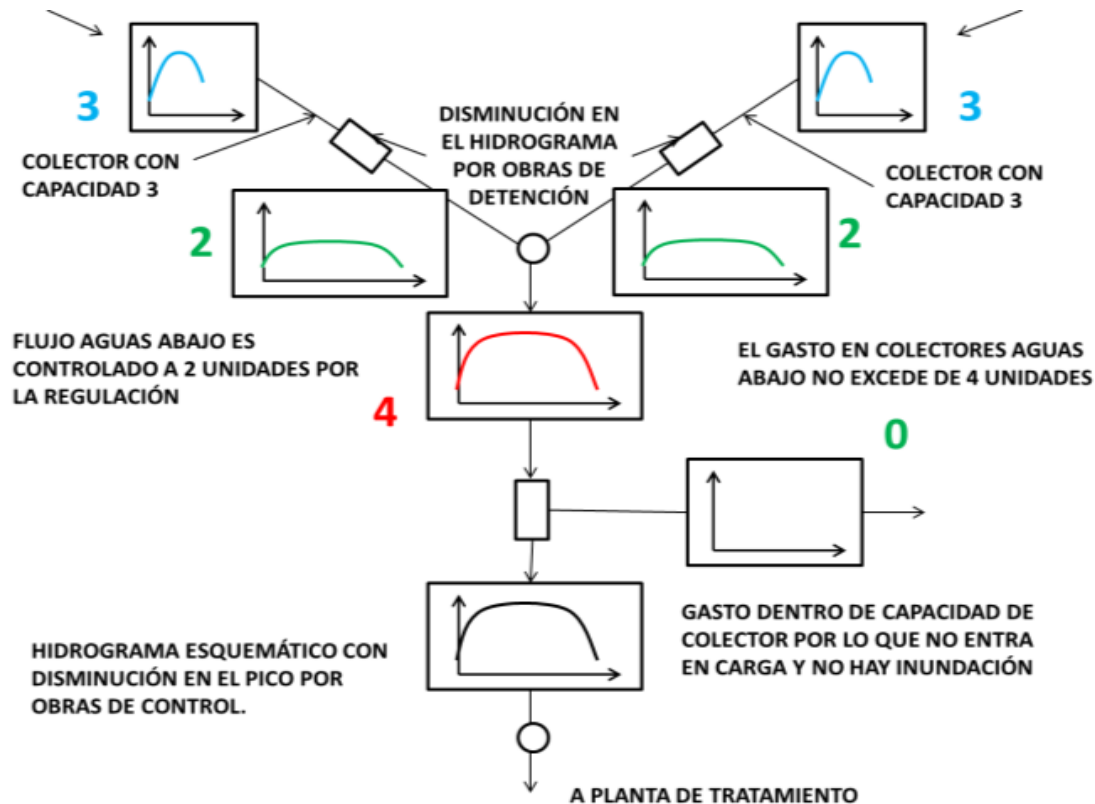 3
3
DISMINUCIÓN EN
EL HIDROGRAMA
POR OBRAS DE
DETENCIÓN
COLECTOR CON
CAPACIDAD 3
COLECTOR CON
CAPACIDAD 3
2
2
FLUJO AGUAS ABAJO ES
CONTROLADO A 2 UNIDADES POR
LA REGULACIÓN
EL GASTO EN COLECTORES AGUAS
ABAJO NO EXCEDE DE 4 UNIDADES
4
0
GASTO DENTRO DE CAPACIDAD DE
COLECTOR POR LO QUE NO ENTRA
EN CARGA Y NO HAY INUNDACIÓN
HIDROGRAMA ESQUEMÁTICO CON
DISMINUCIÓN EN EL PICO POR
OBRAS DE CONTROL.
A PLANTA DE TRATAMIENTO